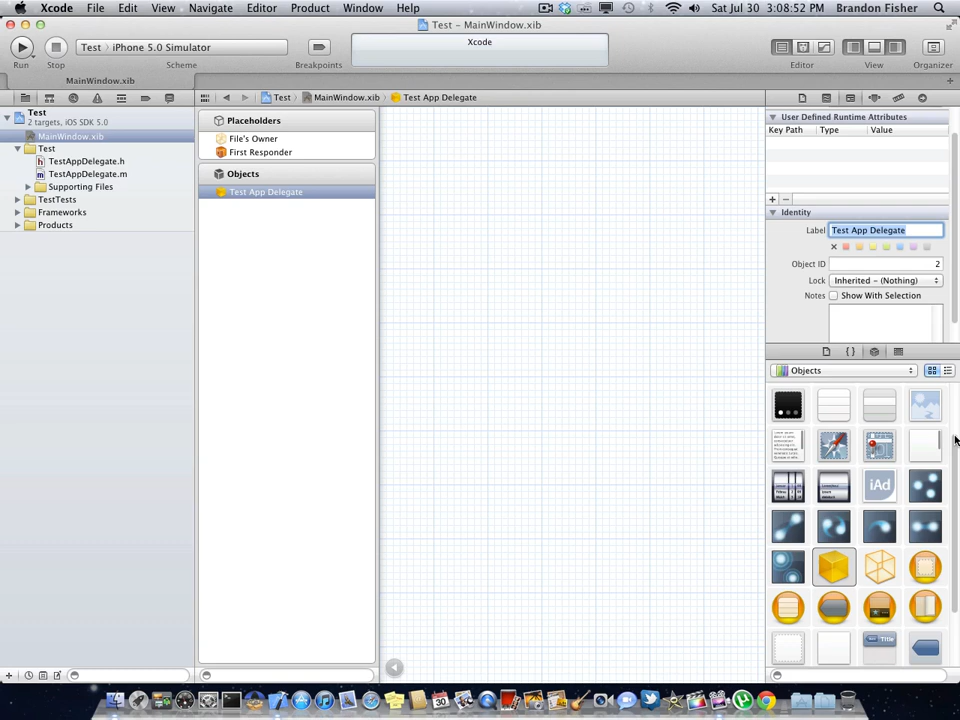 Xcode File Edit View Navigate Editor Product Window Help Sat Jul 30 3:08:52 PM Brandon Fisher
Test – MainWindow.xib
Test › iPhone 5.0 Simulator
Xcode
Run Stop Scheme Breakpoints Editor View Organizer
MainWindow.xib
Test › MainWindow.xib › Test App Delegate
Test
2 targets, iOS SDK 5.0
MainWindow.xib
Test
TestAppDelegate.h
TestAppDelegate.m
Supporting Files
TestTests
Frameworks
Products
Placeholders
File's Owner
First Responder
Objects
Test App Delegate
User Defined Runtime Attributes
Key Path Type Value
Identity
Label Test App Delegate
Object ID 2
Lock Inherited – (Nothing)
Notes Show With Selection
Objects
iAd
Title
30